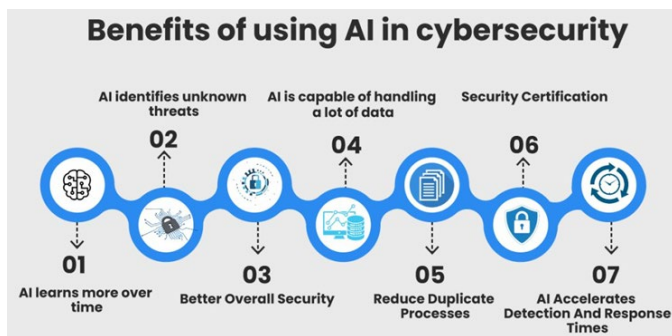 Benefits of using AI in cybersecurity
AI identifies unknown
threats
02
AI is capable of handling
a lot of data
04
Security Certification
06
01
AI learns more over
time
03
Better Overall Security
05
Reduce Duplicate
Processes
07
AI Accelerates
Detection And Response
Times